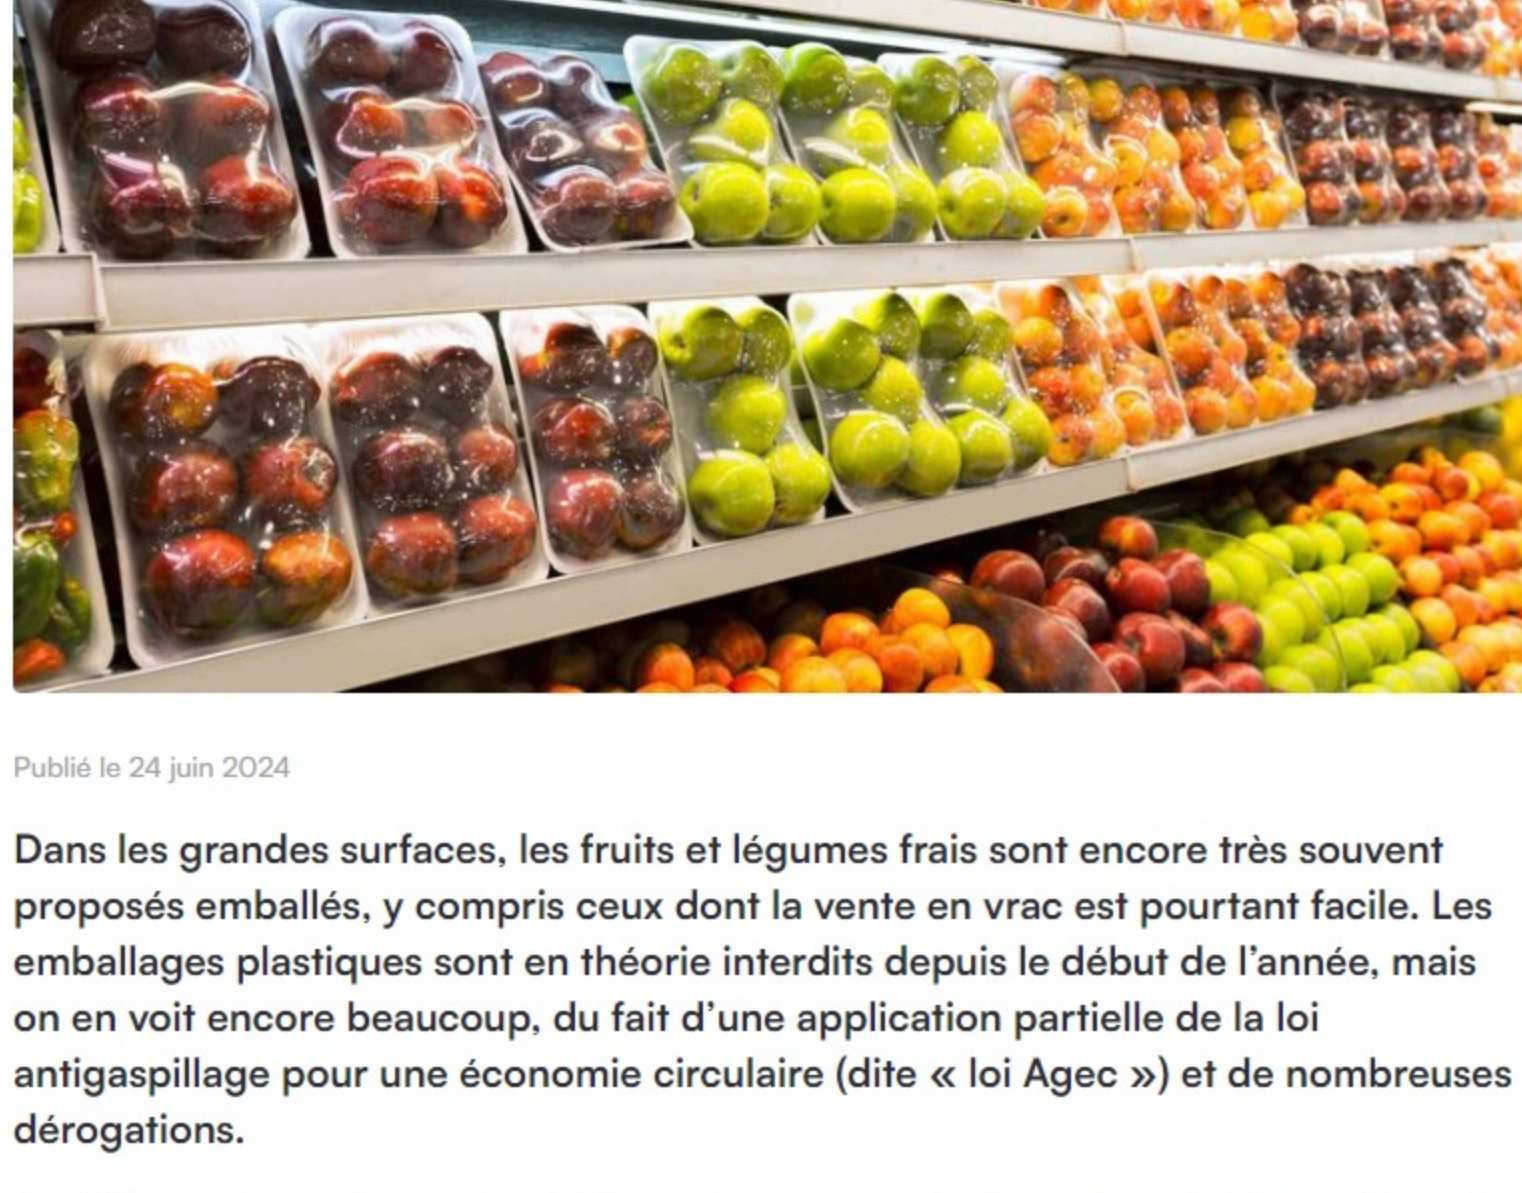 Publié le 24 juin 2024
Dans les grandes surfaces, les fruits et légumes frais sont encore très souvent
proposés emballés, y compris ceux dont la vente en vrac est pourtant facile. Les
emballages plastiques sont en théorie interdits depuis le début de l’année, mais
on en voit encore beaucoup, du fait d’une application partielle de la loi
antigaspillage pour une économie circulaire (dite « loi Agec ») et de nombreuses
dérogations.